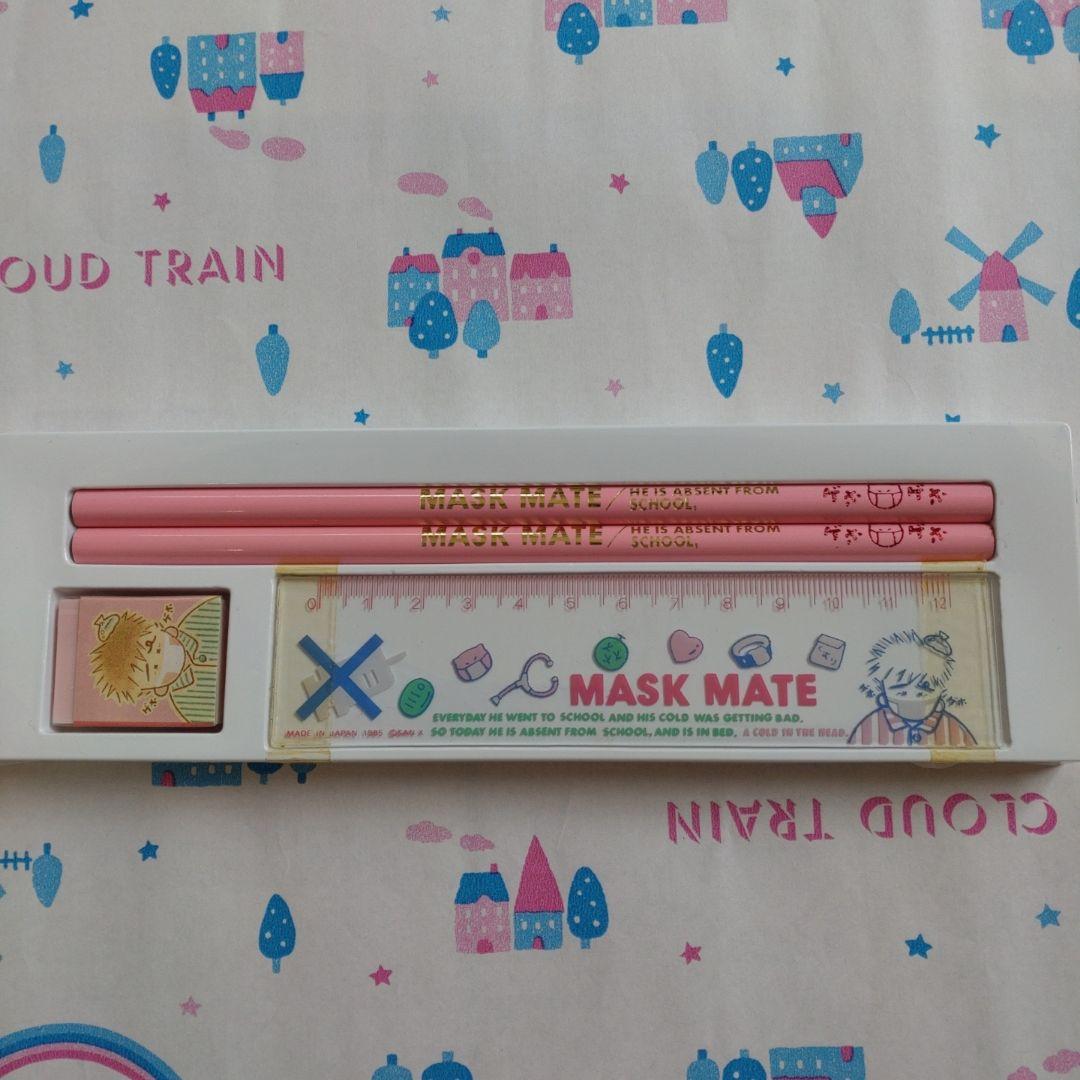 OUD TRAIN
MASK MATE/HE IS ABSENT FROM
SCHOOL,
MASK MATE/HE IS ABSENT FROM
SCHOOL,
0 1 2 3 4 5 6 7 8 9 10 11 12
MASK MATE
EVERYDAY HE WENT TO SCHOOL AND HIS COLD WAS GETTING BAD.
SO TODAY HE IS ABSENT FROM SCHOOL, AND IS IN BED, A COLD IN THE HEAD.
MADE IN JAPAN 1985
CLOUD TRAIN